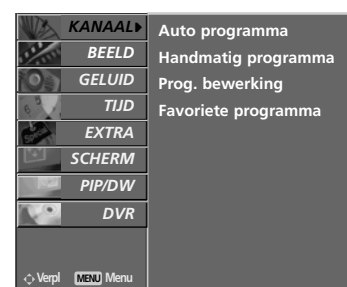 KANAAL
BEELD
GELUID
TIJD
EXTRA
SCHERM
PIP/DW
DVR
Verpl MENU Menu
Auto programma
Handmatig programma
Prog. bewerking
Favoriete programma